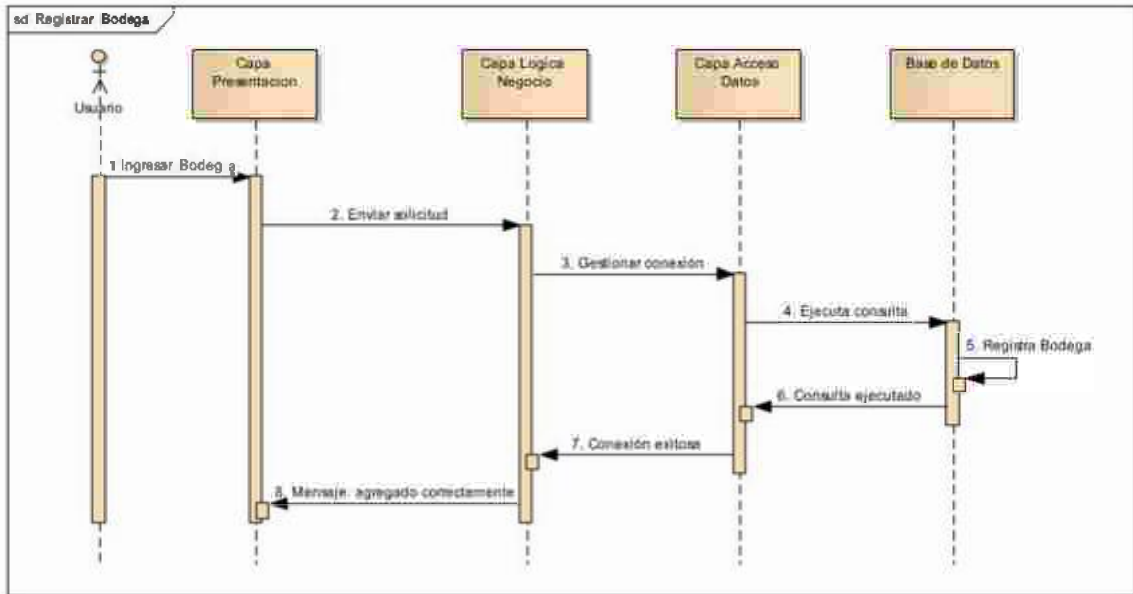 sd Registrar Bodega
Usuario
Capa
Presentacion
Capa Logica
Negocio
Capa Acceso
Datos
Base de Datos
1 Ingresar Bodeg a
2. Enviar solicitud
3. Gestionar conexión
4. Ejecuta consulta
5. Registra Bodega
6. Consulta ejecutado
7. Conexión exitosa
8. Mensaje: agregado correctamente